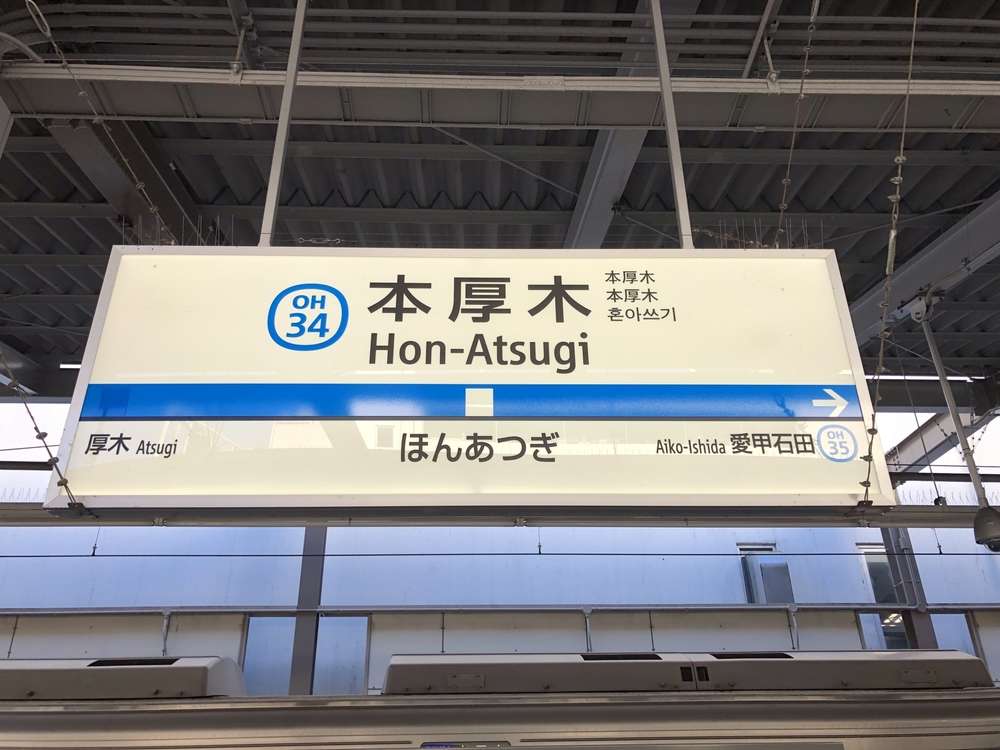 OH
34
本厚木
Hon-Atsugi
本厚木
本厚木
혼아쓰기
厚木 Atsugi
ほんあつぎ
Aiko-Ishida 愛甲石田
OH
35